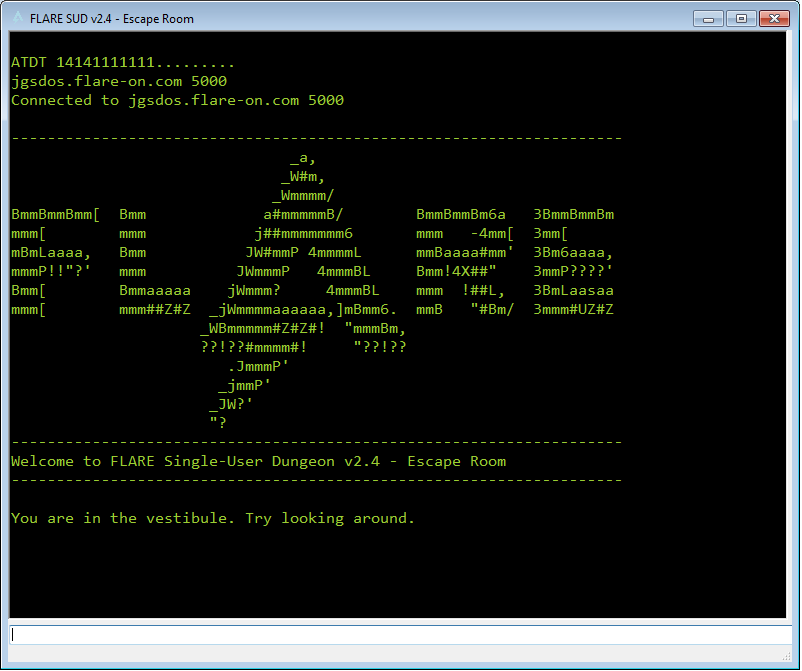 FLARE SUD v2.4 - Escape Room
ATDT 14141111111.........
jgsdos.flare-on.com 5000
Connected to jgsdos.flare-on.com 5000
--------------------------------------------------------------------
                               _a,
                              _W#m,
                             _Wmmmm/
BmmBmmBmm[  Bmm             a#mmmmmB/        BmmBmmBm6a   3BmmBmmBm
mmm[        mmm            j##mmmmmmm6       mmm   -4mm[  3mm[
mBmLaaaa,   Bmm           JW#mmP 4mmmmL      mmBaaaa#mm'  3Bm6aaaa,
mmmP!!"?'   mmm          JWmmmP   4mmmBL     Bmm!4X##"    3mmP????'
Bmm[        Bmmaaaaa    jWmmm?     4mmmBL    mmm  !##L,   3BmLaasaa
mmm[        mmm##Z#Z  _jWmmmmaaaaaa,]mBmm6.  mmB   "#Bm/  3mmm#UZ#Z
                     _WBmmmmm#Z#Z#!  "mmmBm,
                     ??!??#mmmm#!     "??!??
                        .JmmmP'
                       _jmmP'
                      _JW?'
                      "?
--------------------------------------------------------------------
Welcome to FLARE Single-User Dungeon v2.4 - Escape Room
--------------------------------------------------------------------
You are in the vestibule. Try looking around.